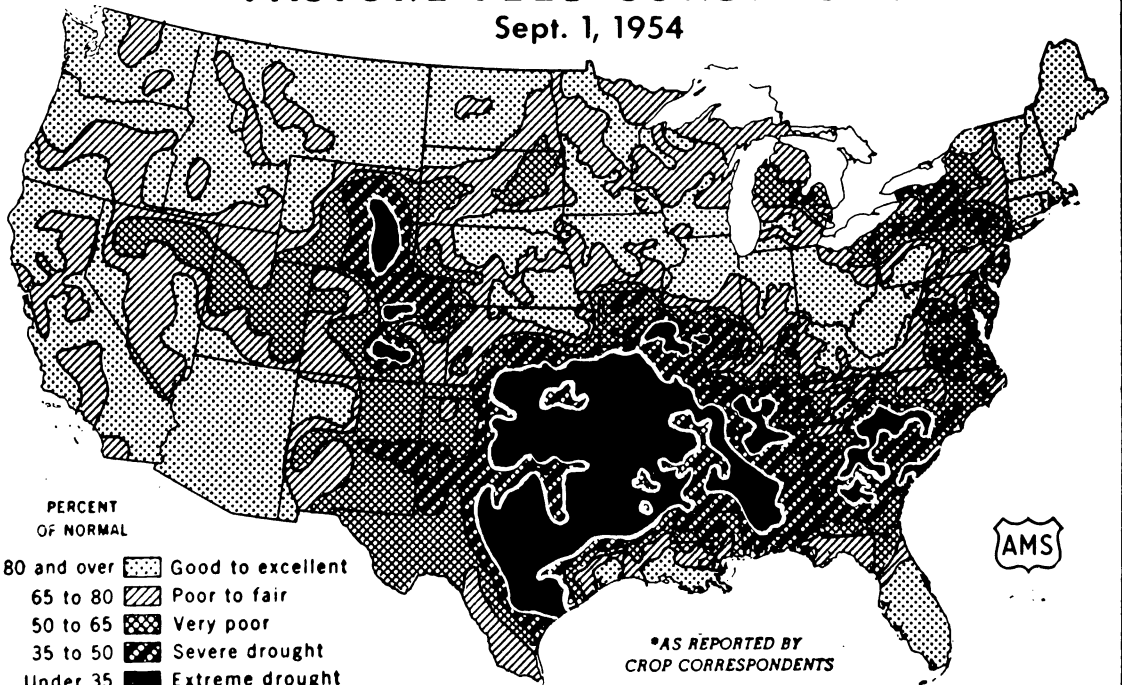 Sept. 1, 1954
PERCENT
OF NORMAL
80 and over Good to excellent
65 to 80 Poor to fair
50 to 65 Very poor
35 to 50 Severe drought
Under 35 Extreme drought
*AS REPORTED BY
CROP CORRESPONDENTS
AMS